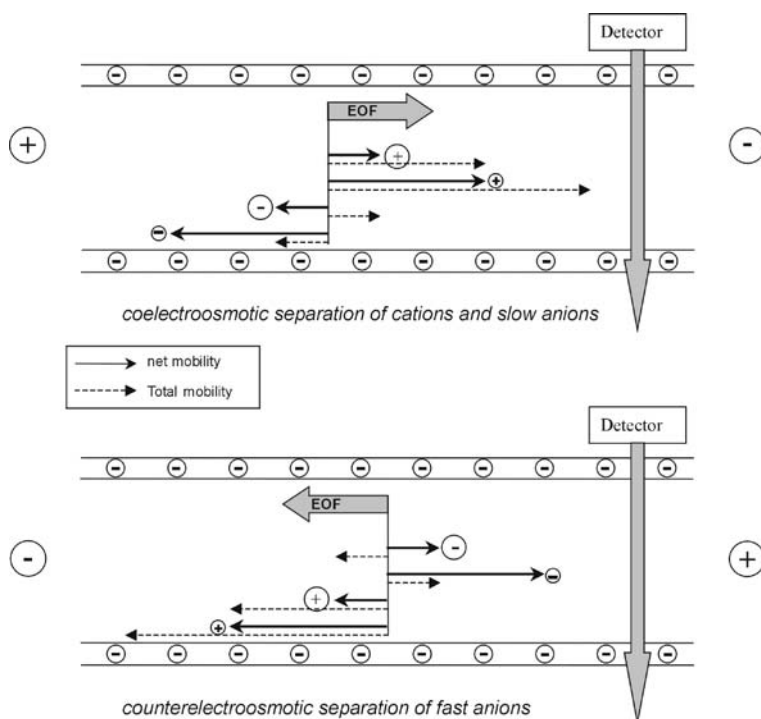 Detector
EOF
+
-
coelectroosmotic separation of cations and slow anions
net mobility
Total mobility
Detector
EOF
-
+
counterelectroosmotic separation of fast anions